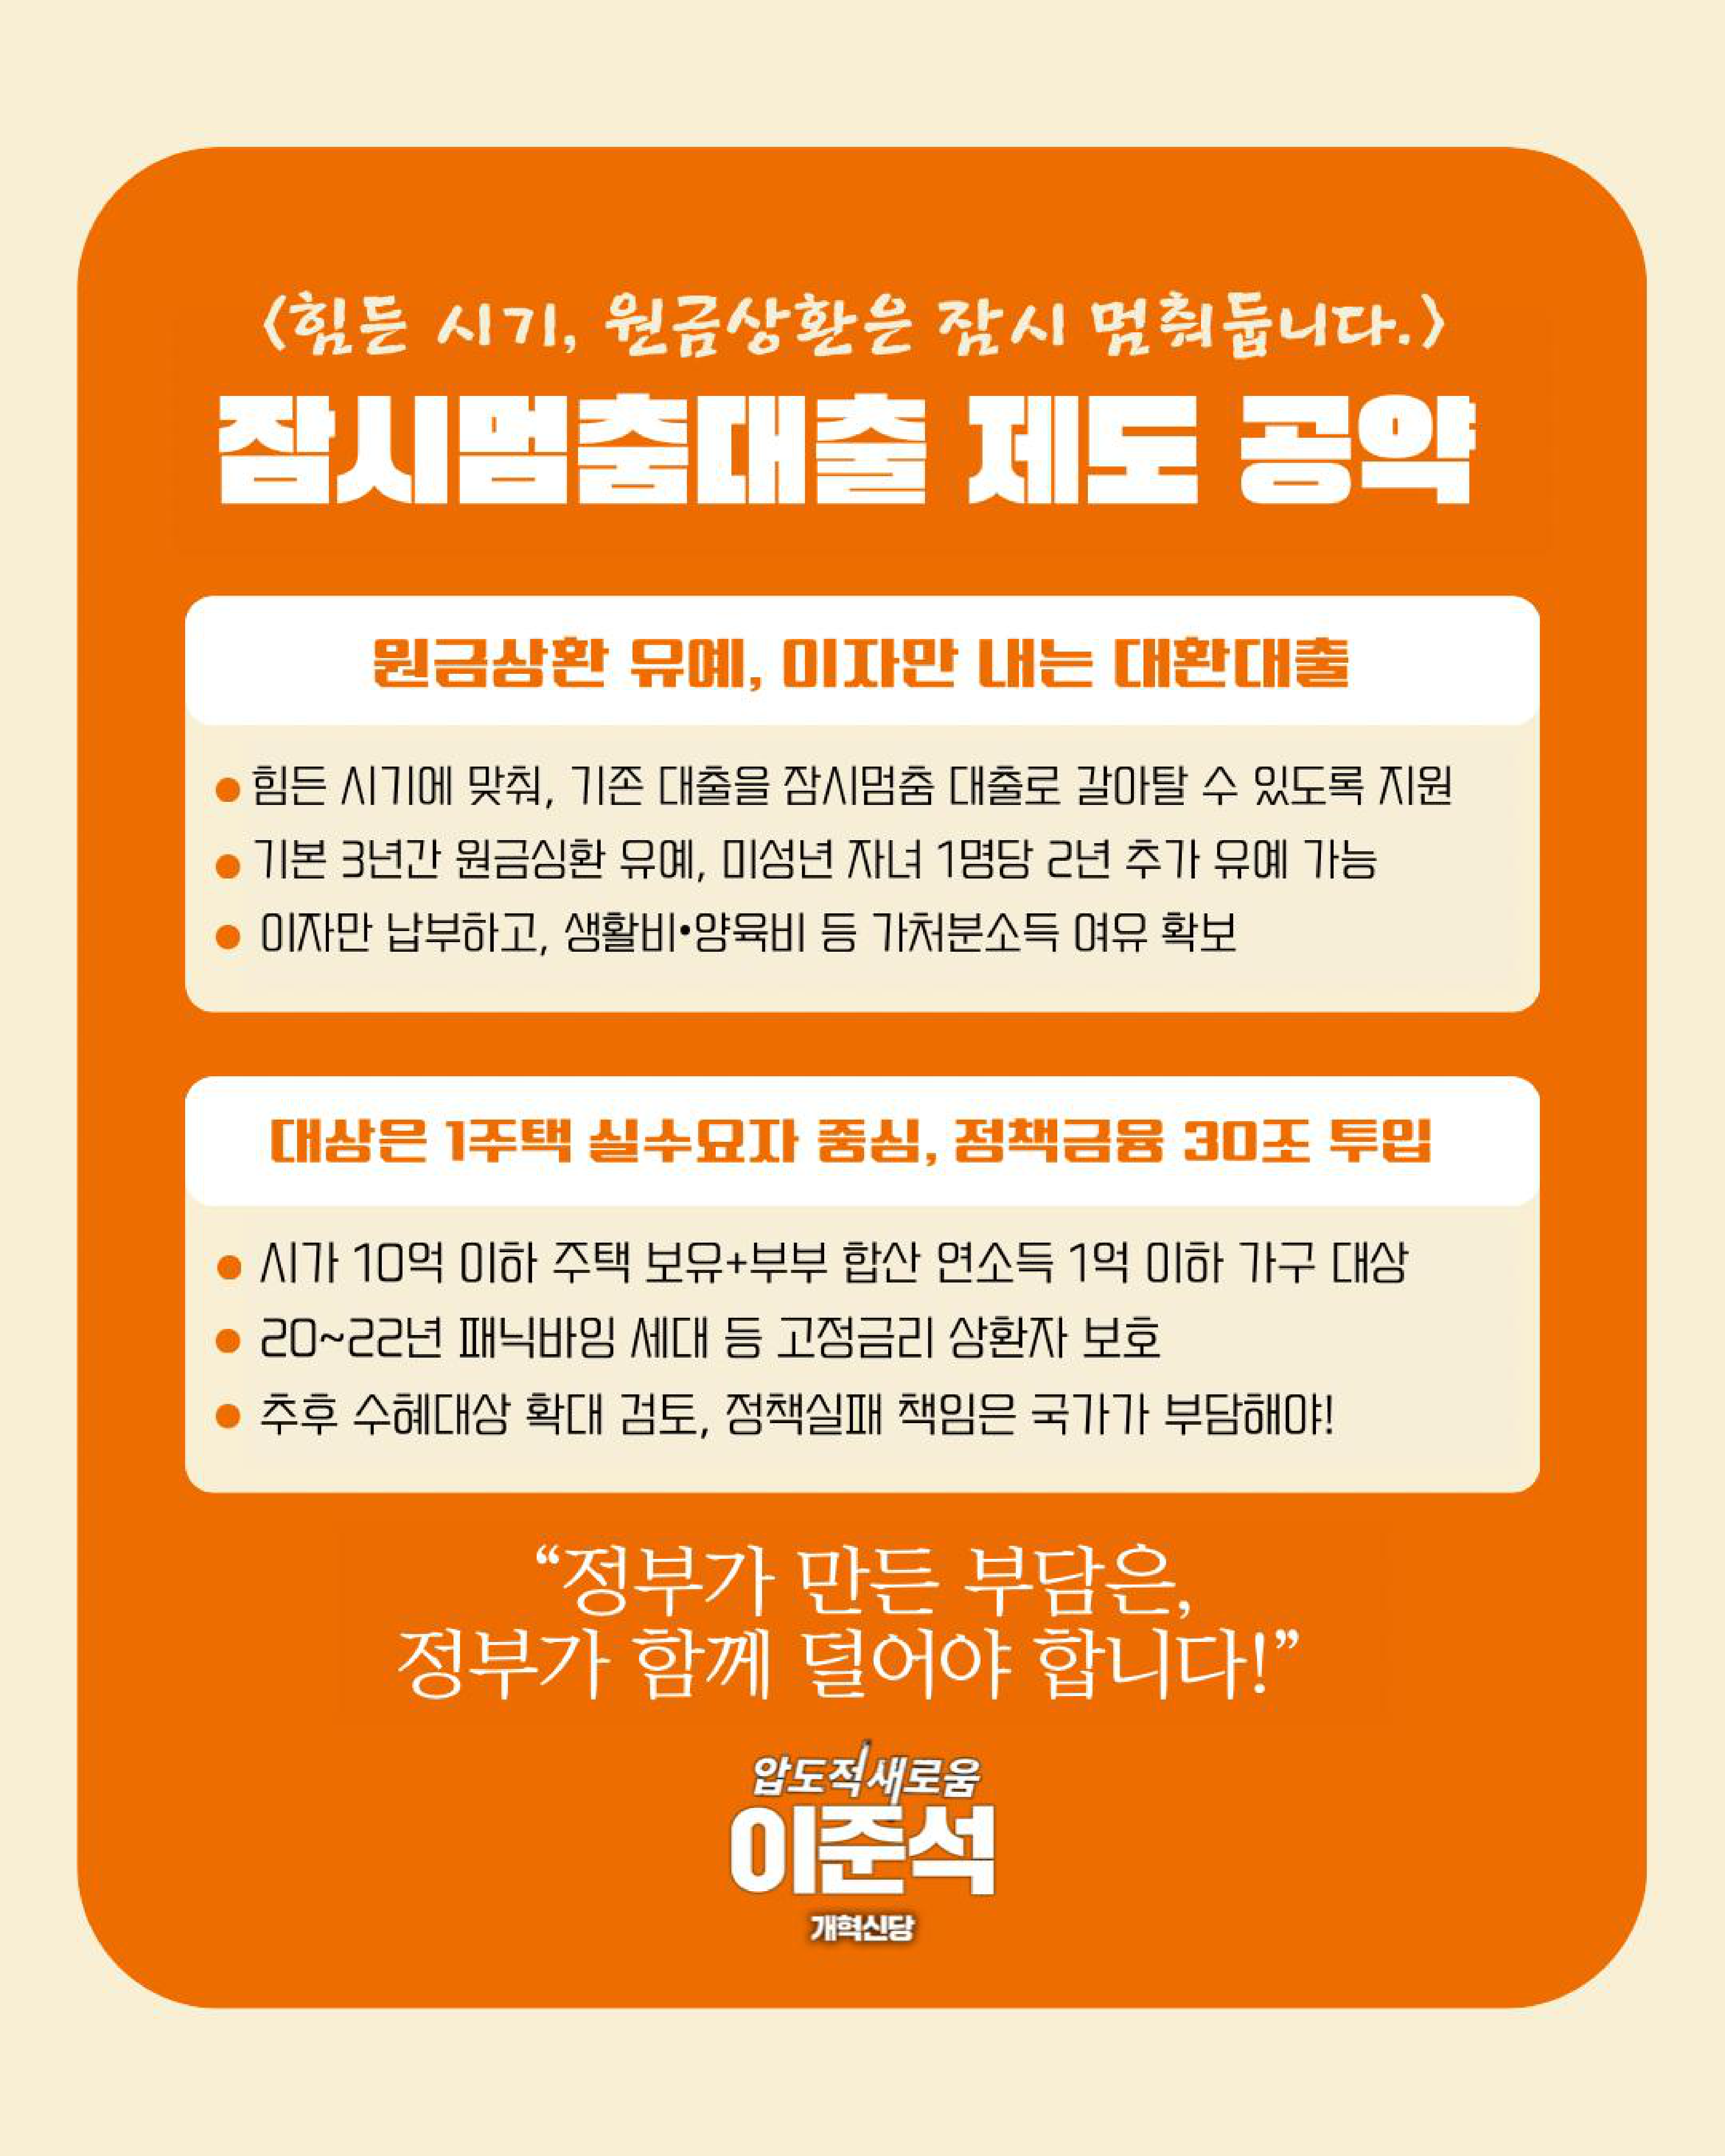 〈힘든 시기, 원금상환은 잠시 멈춰둡니다.〉
잠시멈춤대출 제도 공약
원금상환 유예, 이자만 내는 대환대출
● 힘든 시기에 맞춰, 기존 대출을 잠시멈춤 대출로 갈아탈 수 있도록 지원
● 기본 3년간 원금싱환 유예, 미성년 자녀 1명당 2년 추가 유예 가능
● 이자만 납부하고, 생활비•양육비 등 가처분소득 여유 확보
대상은 1주택 실수요자 중심, 정책금융 30조 투입
● 시가 10억 이하 주택 보유+부부 합산 연소득 1억 이하 가구 대상
● 20~22년 패닉바잉 세대 등 고정금리 상환자 보호
● 추후 수혜대상 확대 검토, 정책실패 책임은 국가가 부담해야!
“정부가 만든 부담은,
정부가 함께 덜어야 합니다!”
압도적새로움
이준석
개혁신당